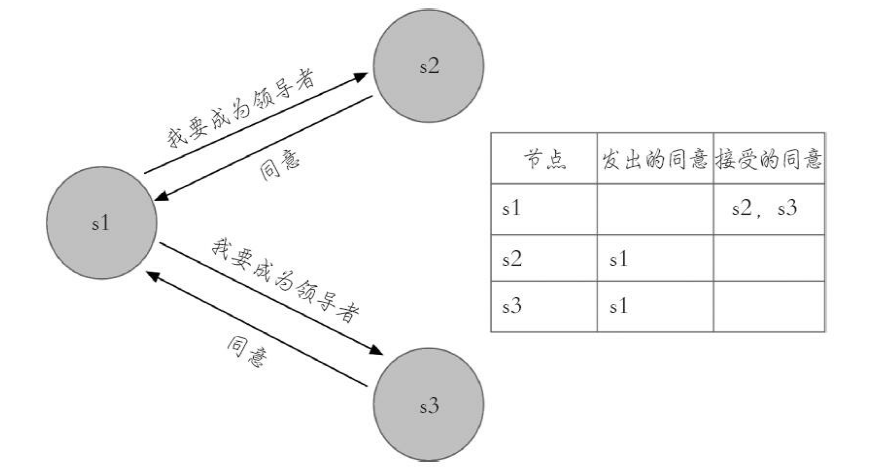 s2
我要成为领导者
同意
s1
我要成为领导者
同意
s3
节点 发出的同意 接受的同意
s1 s2, s3
s2 s1
s3 s1